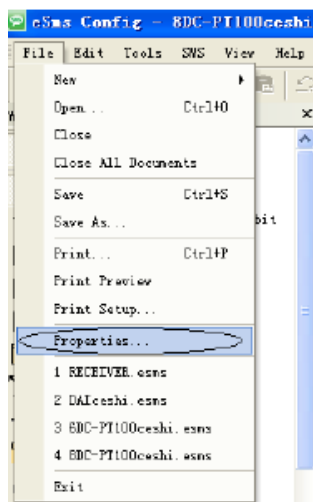 eSms Config - 8DC-PT100ceshi
File Edit Tools SMS View Help
New
Open... Ctrl+O
Close
Close All Documents
Save Ctrl+S
Save As...
bit
Print... Ctrl+P
Print Preview
Print Setup...
Properties...
1 RECEIVER.esms
2 DAIceshi.esms
3 8DC-PT100ceshi.esms
4 8DC-PT100ceshi.esms
Exit